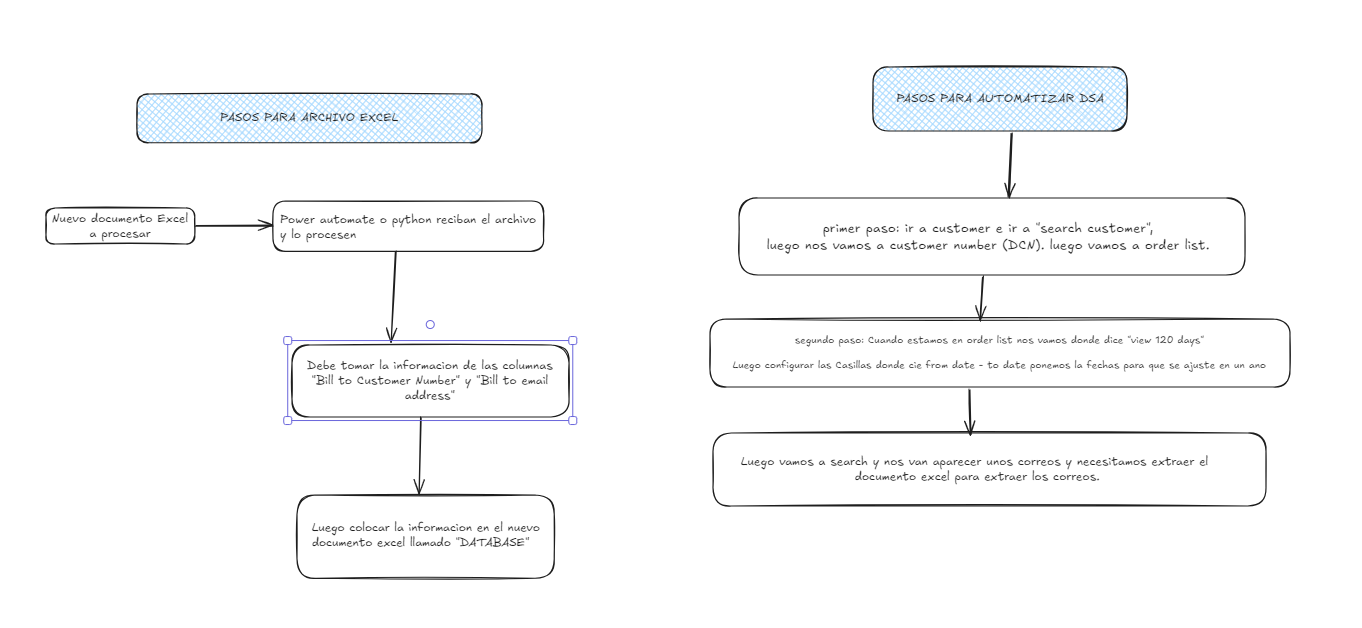 PASOS PARA ARCHIVO EXCEL
Nuevo documento Excel
a procesar
Power automate o python reciban el archivo
y lo procesen
Debe tomar la informacion de las columnas
"Bill to Customer Number" y "Bill to email
address"
Luego colocar la informacion en el nuevo
documento excel llamado "DATABASE"
PASOS PARA AUTOMATIZAR DSA
primer paso: ir a customer e ir a "search customer",
luego nos vamos a customer number (DCN). luego vamos a order list.
segundo paso: Cuando estamos en order list nos vamos donde dice "view 120 days"
Luego configurar las Casillas donde cie from date - to date ponemos la fechas para que se ajuste en un ano
Luego vamos a search y nos van aparecer unos correos y necesitamos extraer el
documento excel para extraer los correos.